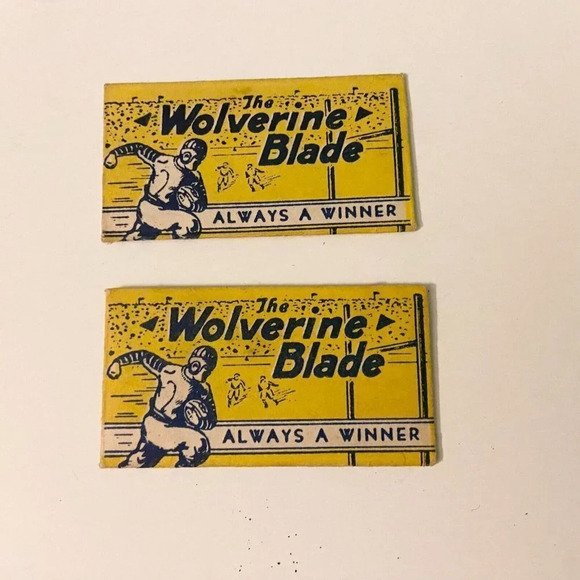 The
Wolverine
Blade
ALWAYS A WINNER
The
Wolverine
Blade
ALWAYS A WINNER